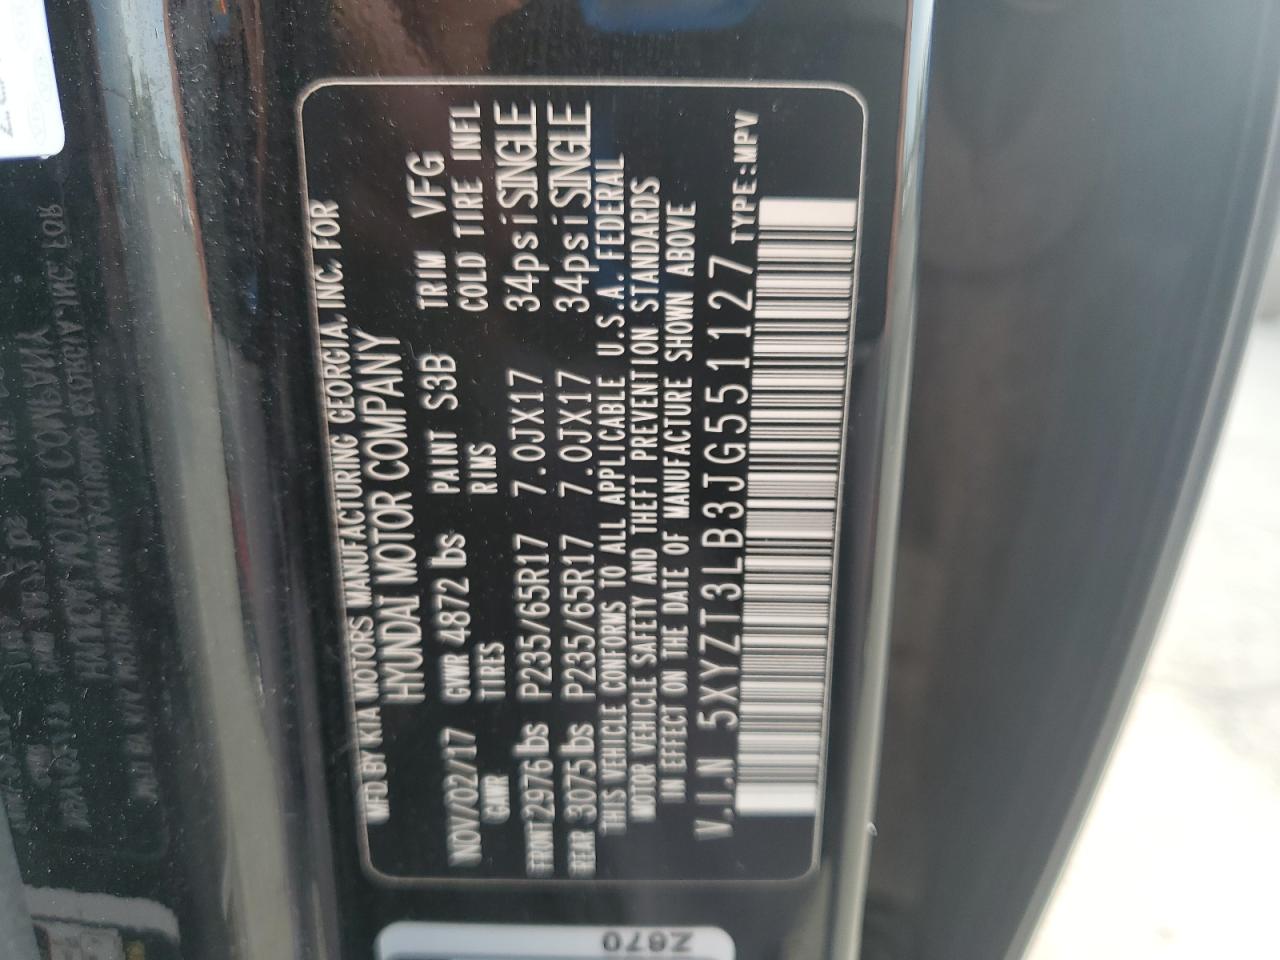 MFD BY KIA MOTORS MANUFACTURING GEORGIA, INC. FOR
HYUNDAI MOTOR COMPANY
NOV/02/17 GVWR 4872 lbs PAINT S3B TRIM VFG
GAWR TIRES RIMS COLD TIRE INFL
FRONT 2976 lbs P235/65R17 7.0JX17 34psi SINGLE
REAR 3075 lbs P235/65R17 7.0JX17 34psi SINGLE
THIS VEHICLE CONFORMS TO ALL APPLICABLE U.S.A. FEDERAL
MOTOR VEHICLE SAFETY AND THEFT PREVENTION STANDARDS
IN EFFECT ON THE DATE OF MANUFACTURE SHOWN ABOVE
V.I.N 5XYZT3LB3JG551127 TYPE:MPV
Z670